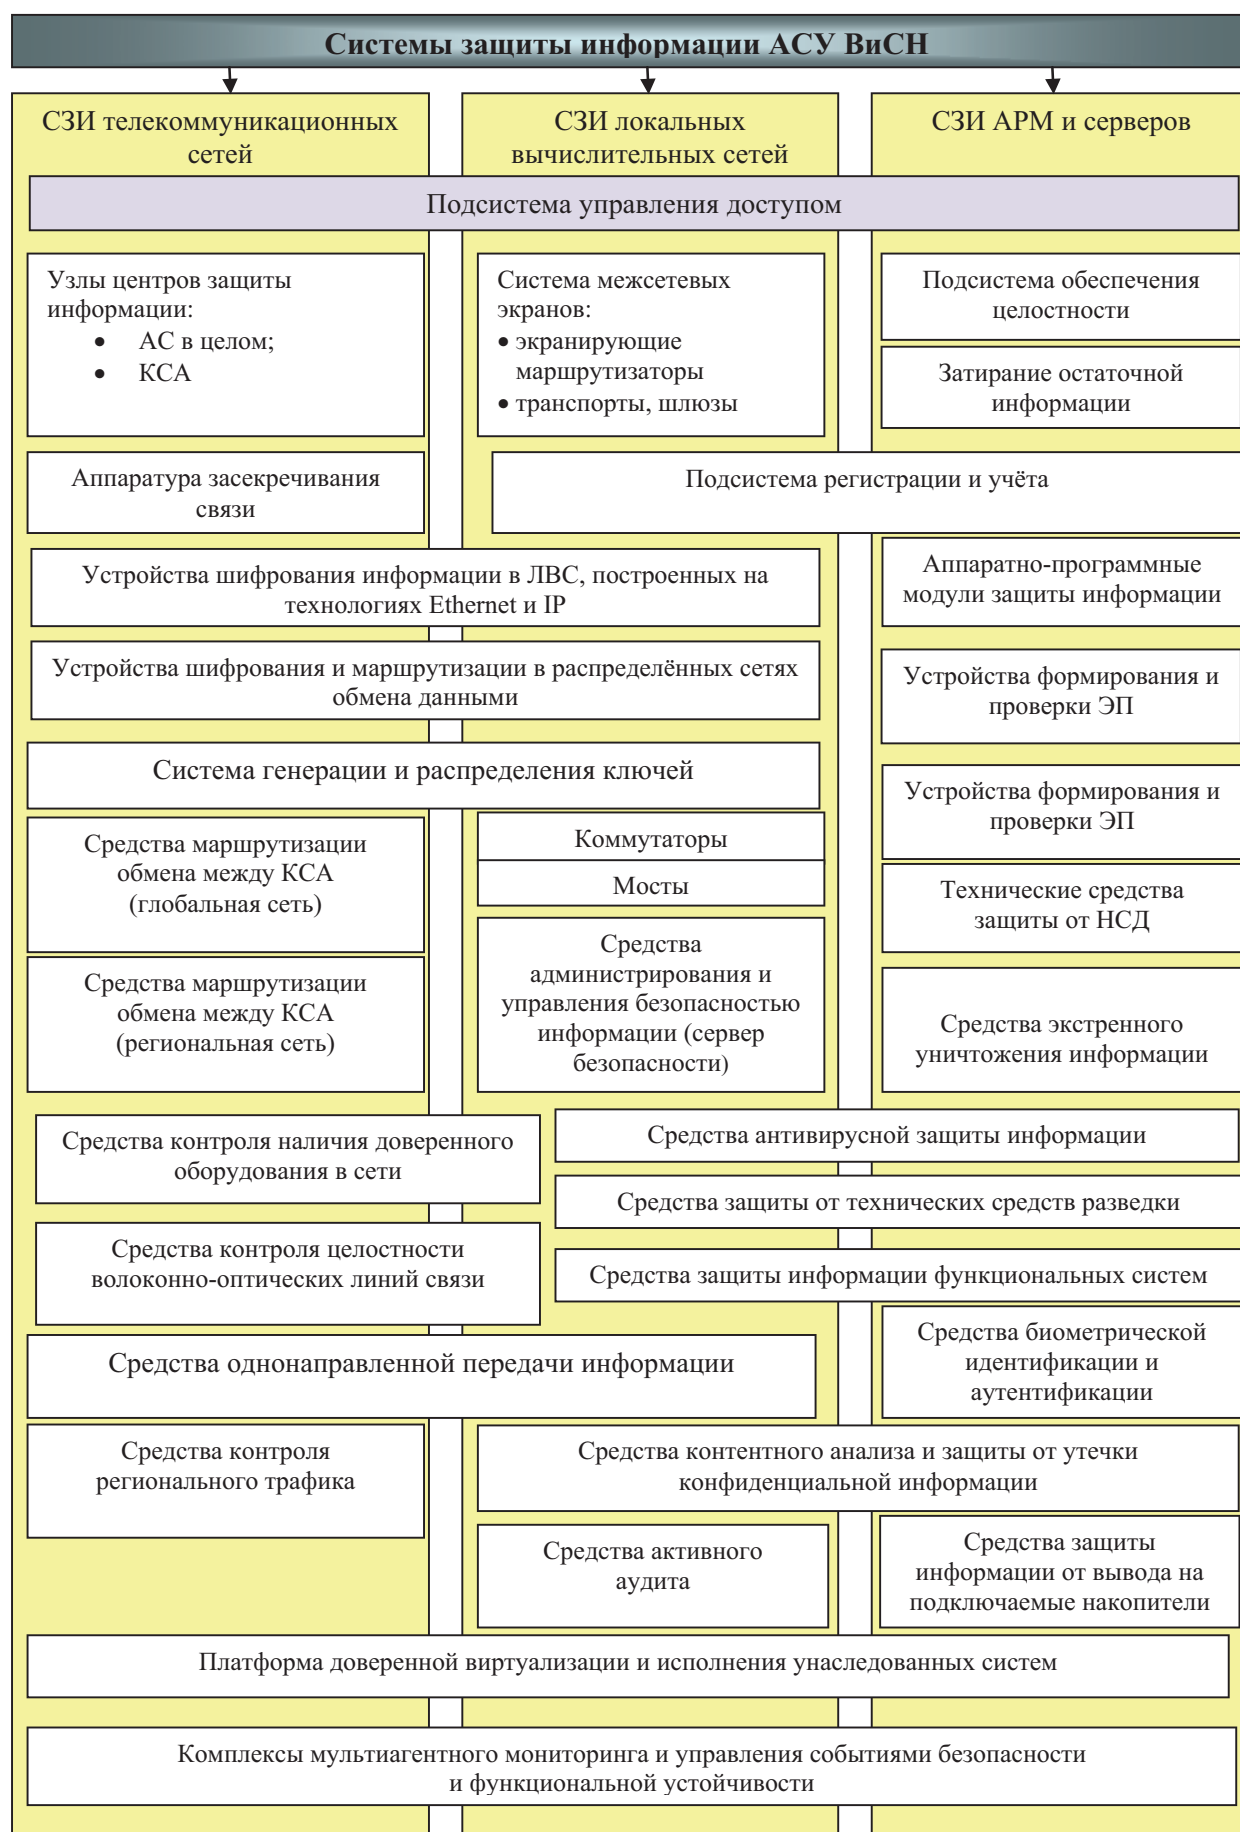 Системы защиты информации АСУ ВиСН
СЗИ телекоммуникационных
сетей
СЗИ локальных
вычислительных сетей
СЗИ АРМ и серверов
Подсистема управления доступом
Узлы центров защиты
информации:
• АС в целом;
• КСА
Система межсетевых
экранов:
• экранирующие
маршрутизаторы
• транспорты, шлюзы
Подсистема обеспечения
целостности
Затирание остаточной
информации
Аппаратура засекречивания
связи
Подсистема регистрации и учёта
Устройства шифрования информации в ЛВС, построенных на
технологиях Ethernet и IP
Аппаратно-программные
модули защиты информации
Устройства шифрования и маршрутизации в распределённых сетях
обмена данными
Устройства формирования и
проверки ЭП
Система генерации и распределения ключей
Устройства формирования и
проверки ЭП
Средства маршрутизации
обмена между КСА
(глобальная сеть)
Коммутаторы
Мосты
Технические средства
защиты от НСД
Средства маршрутизации
обмена между КСА
(региональная сеть)
Средства
администрирования и
управления безопасностью
информации (сервер
безопасности)
Средства экстренного
уничтожения информации
Средства контроля наличия доверенного
оборудования в сети
Средства антивирусной защиты информации
Средства защиты от технических средств разведки
Средства контроля целостности
волоконно-оптических линий связи
Средства защиты информации функциональных систем
Средства однонаправленной передачи информации
Средства биометрической
идентификации и
аутентификации
Средства контроля
регионального трафика
Средства контентного анализа и защиты от утечки
конфиденциальной информации
Средства активного
аудита
Средства защиты
информации от вывода на
подключаемые накопители
Платформа доверенной виртуализации и исполнения унаследованных систем
Комплексы мультиагентного мониторинга и управления событиями безопасности
и функциональной устойчивости